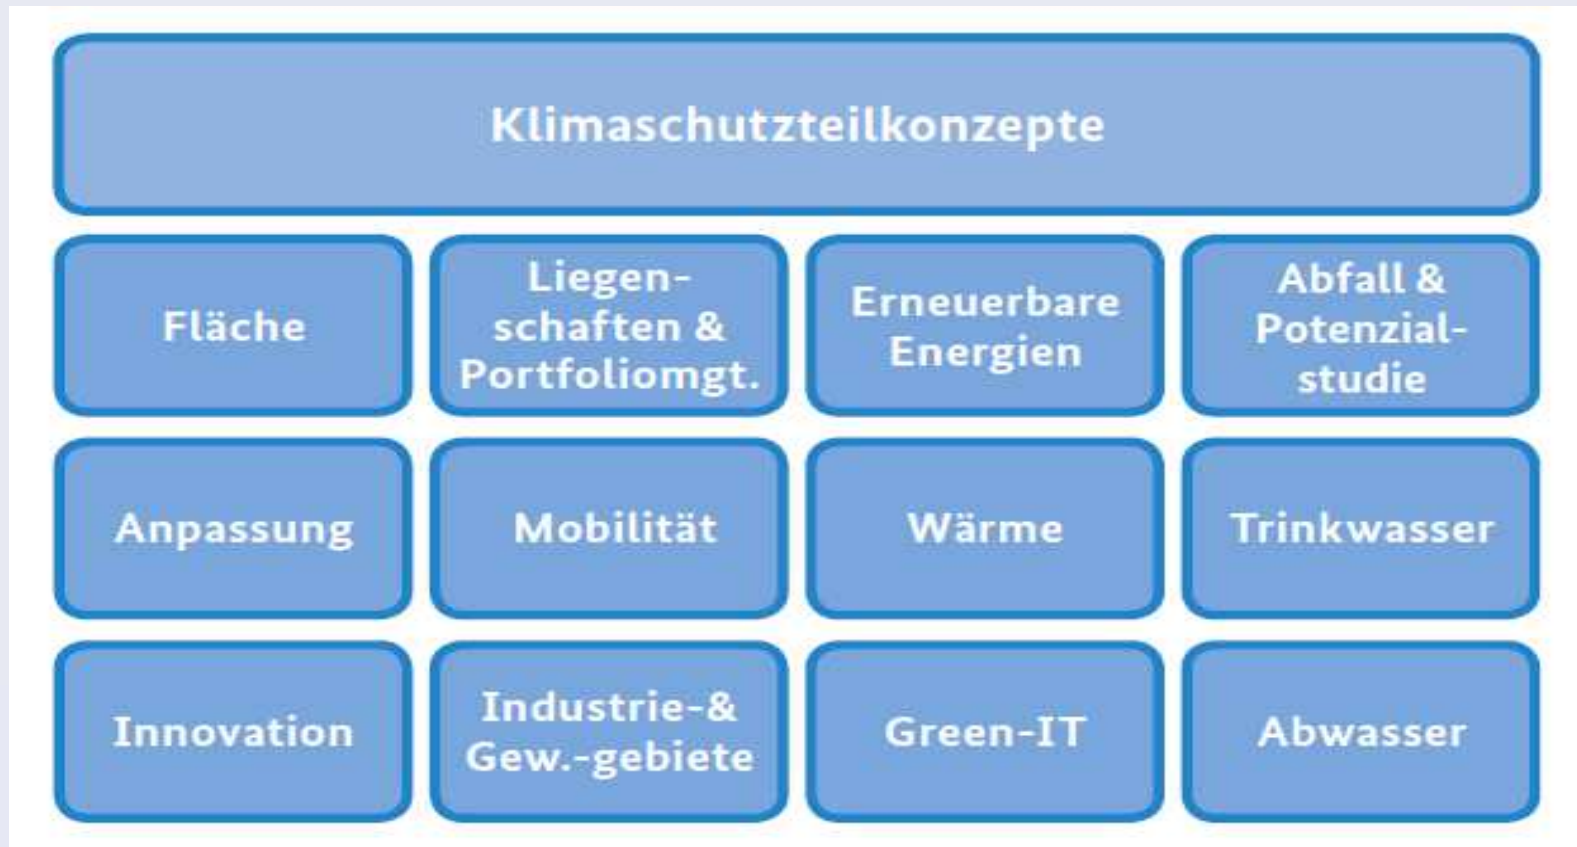 Klimaschutzteilkonzepte
Fläche
Liegen-
schaften &
Portfoliomgt.
Erneuerbare
Energien
Abfall &
Potenzial-
studie
Anpassung
Mobilität
Wärme
Trinkwasser
Innovation
Industrie-&
Gew.-gebiete
Green-IT
Abwasser